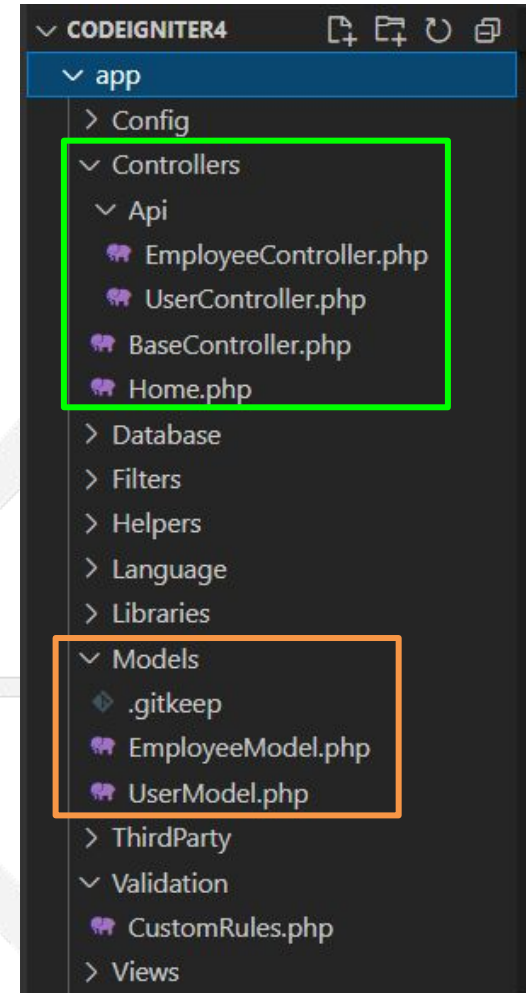 CODEIGNITER4
app
Config
Controllers
Api
EmployeeController.php
UserController.php
BaseController.php
Home.php
Database
Filters
Helpers
Language
Libraries
Models
.gitkeep
EmployeeModel.php
UserModel.php
ThirdParty
Validation
CustomRules.php
Views